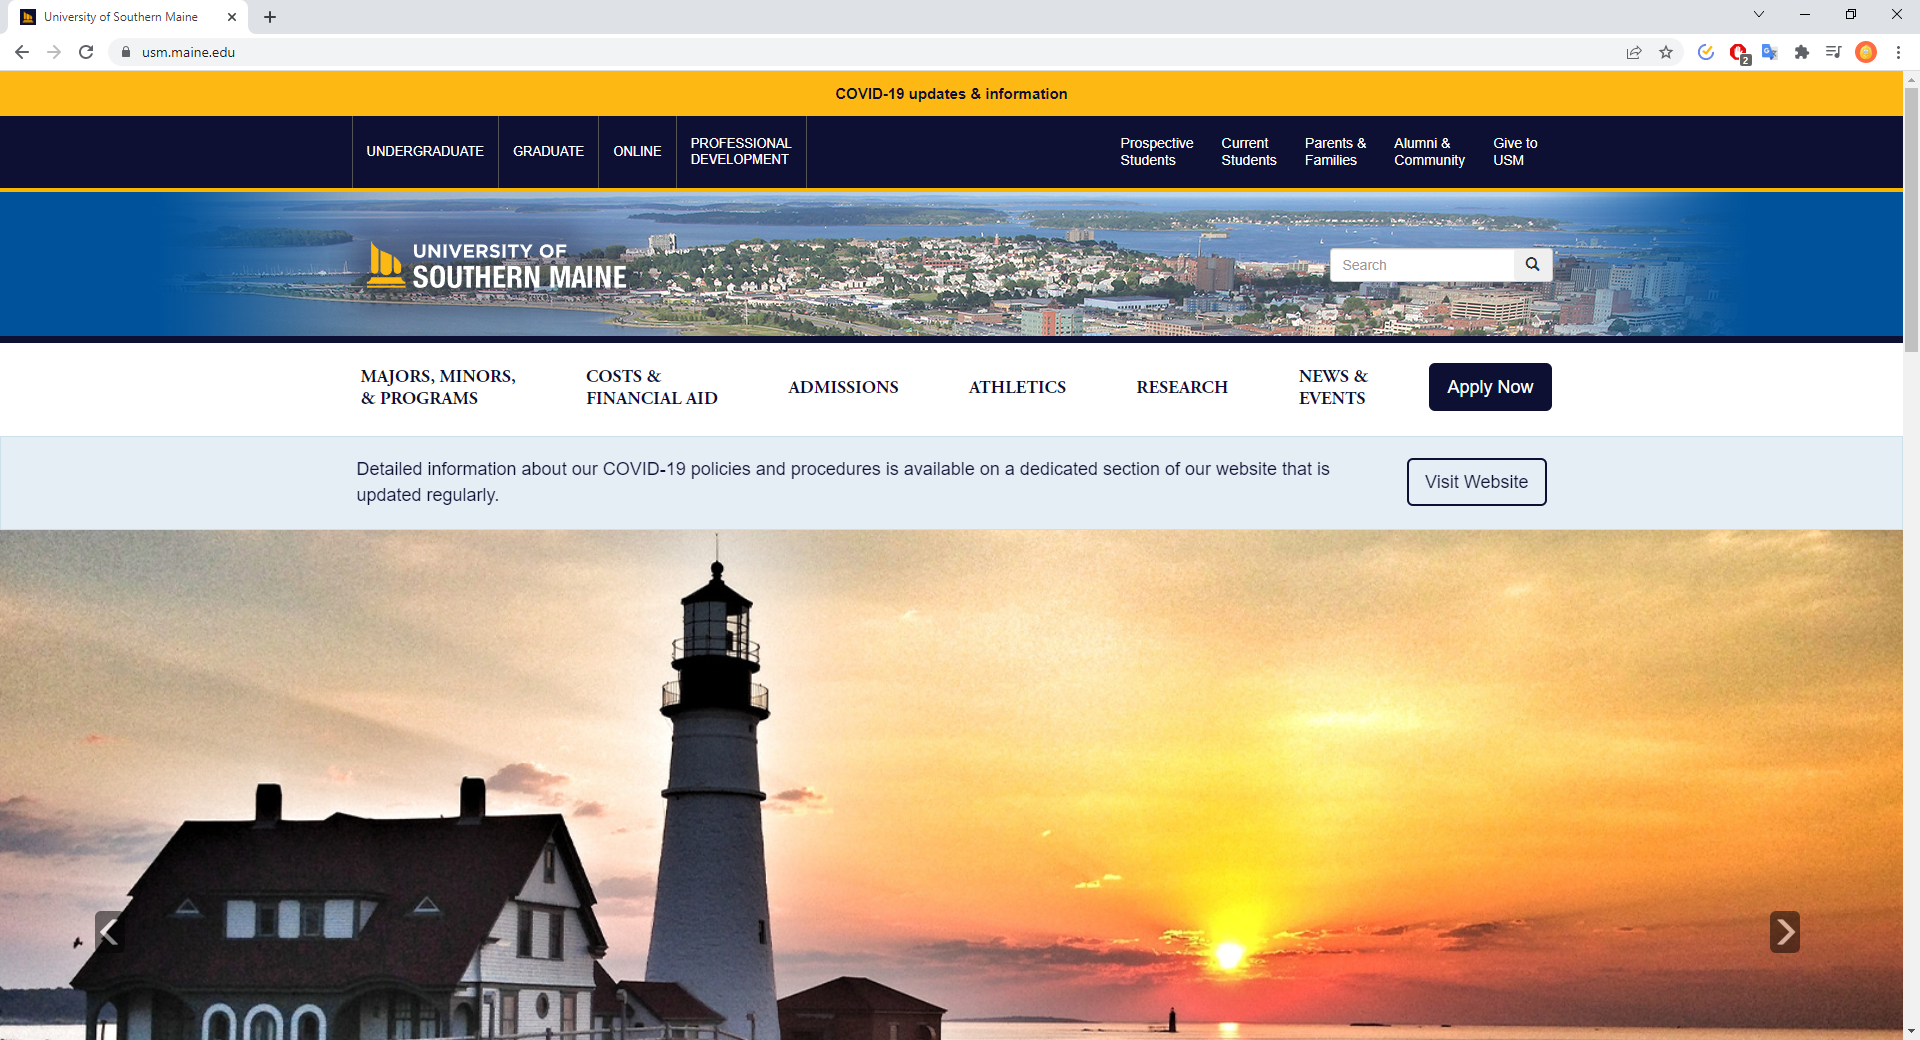 University of Southern Maine
usm.maine.edu
2
COVID-19 updates & information
UNDERGRADUATE
GRADUATE
ONLINE
PROFESSIONAL
DEVELOPMENT
Prospective
Students
Current
Students
Parents &
Families
Alumni &
Community
Give to
USM
UNIVERSITY OF
SOUTHERN MAINE
Search
MAJORS, MINORS,
& PROGRAMS
COSTS &
FINANCIAL AID
ADMISSIONS
ATHLETICS
RESEARCH
NEWS &
EVENTS
Apply Now
Detailed information about our COVID-19 policies and procedures is available on a dedicated section of our website that is
updated regularly.
Visit Website